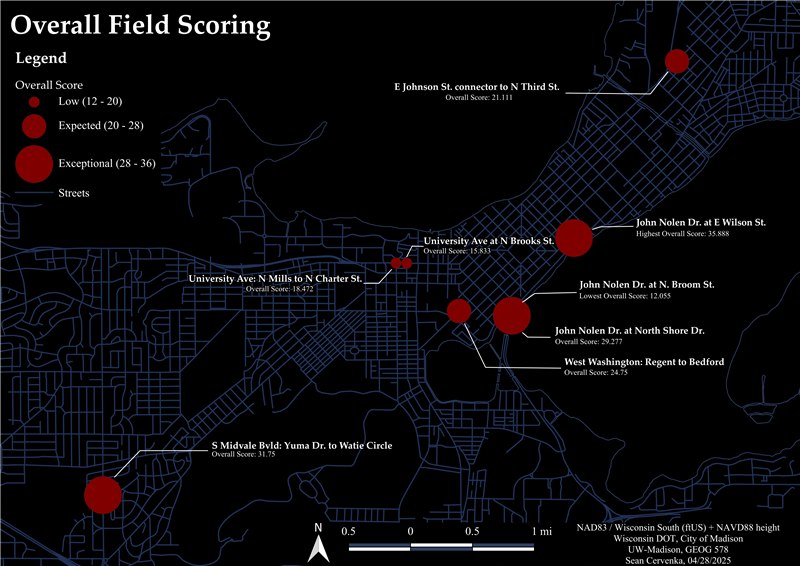 Overall Field Scoring
Legend
Overall Score
Low (12 - 20)
Expected (20 - 28)
Exceptional (28 - 36)
Streets
E Johnson St. connector to N Third St.
Overall Score: 21.111
John Nolen Dr. at E Wilson St.
Highest Overall Score: 35.888
University Ave at N Brooks St.
Overall Score: 15.833
University Ave: N Mills to N Charter St.
Overall Score: 18.472
John Nolen Dr. at N. Broom St.
Lowest Overall Score: 12.055
John Nolen Dr. at North Shore Dr.
Overall Score: 29.277
West Washington: Regent to Bedford
Overall Score: 24.75
S Midvale Bvld: Yuma Dr. to Watie Circle
Overall Score: 31.75
N
0.5 0 0.5 1 mi
NAD83 / Wisconsin South (ftUS) + NAVD88 height
Wisconsin DOT, City of Madison
UW-Madison, GEOG 578
Sean Cervenka, 04/28/2025